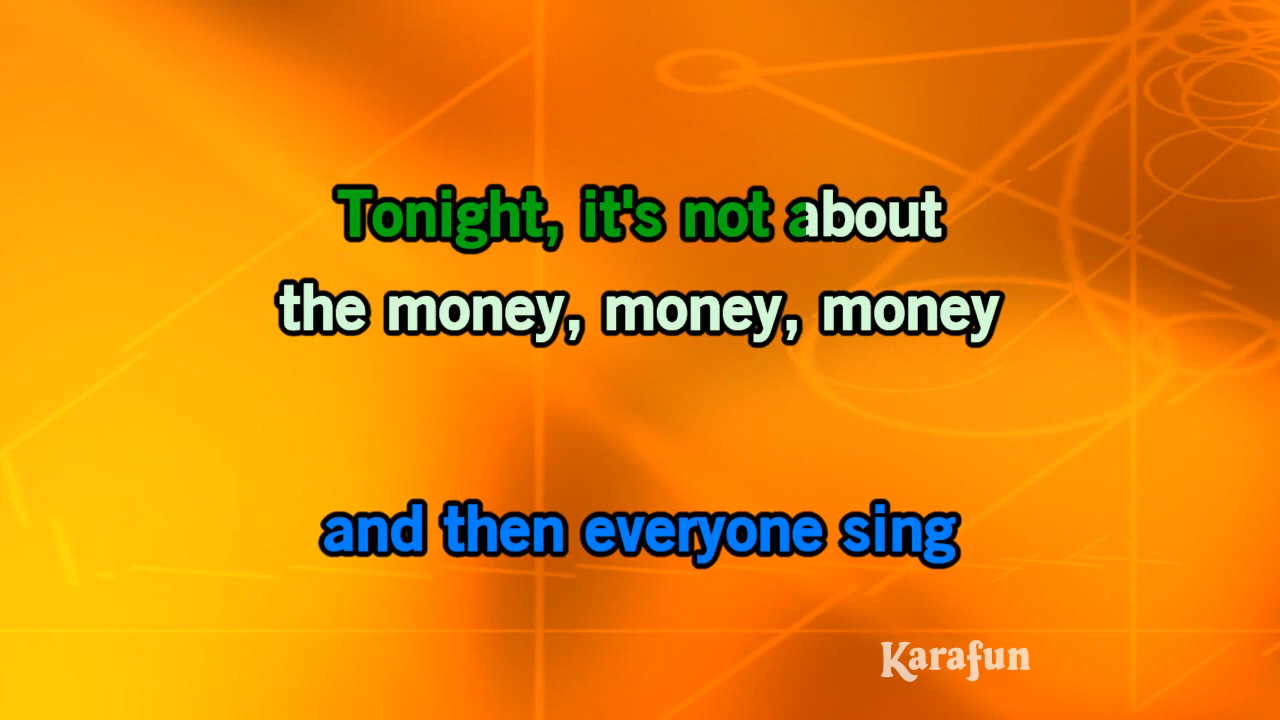 Tonight, it's not about
the money, money, money
and then everyone sing
Karafun